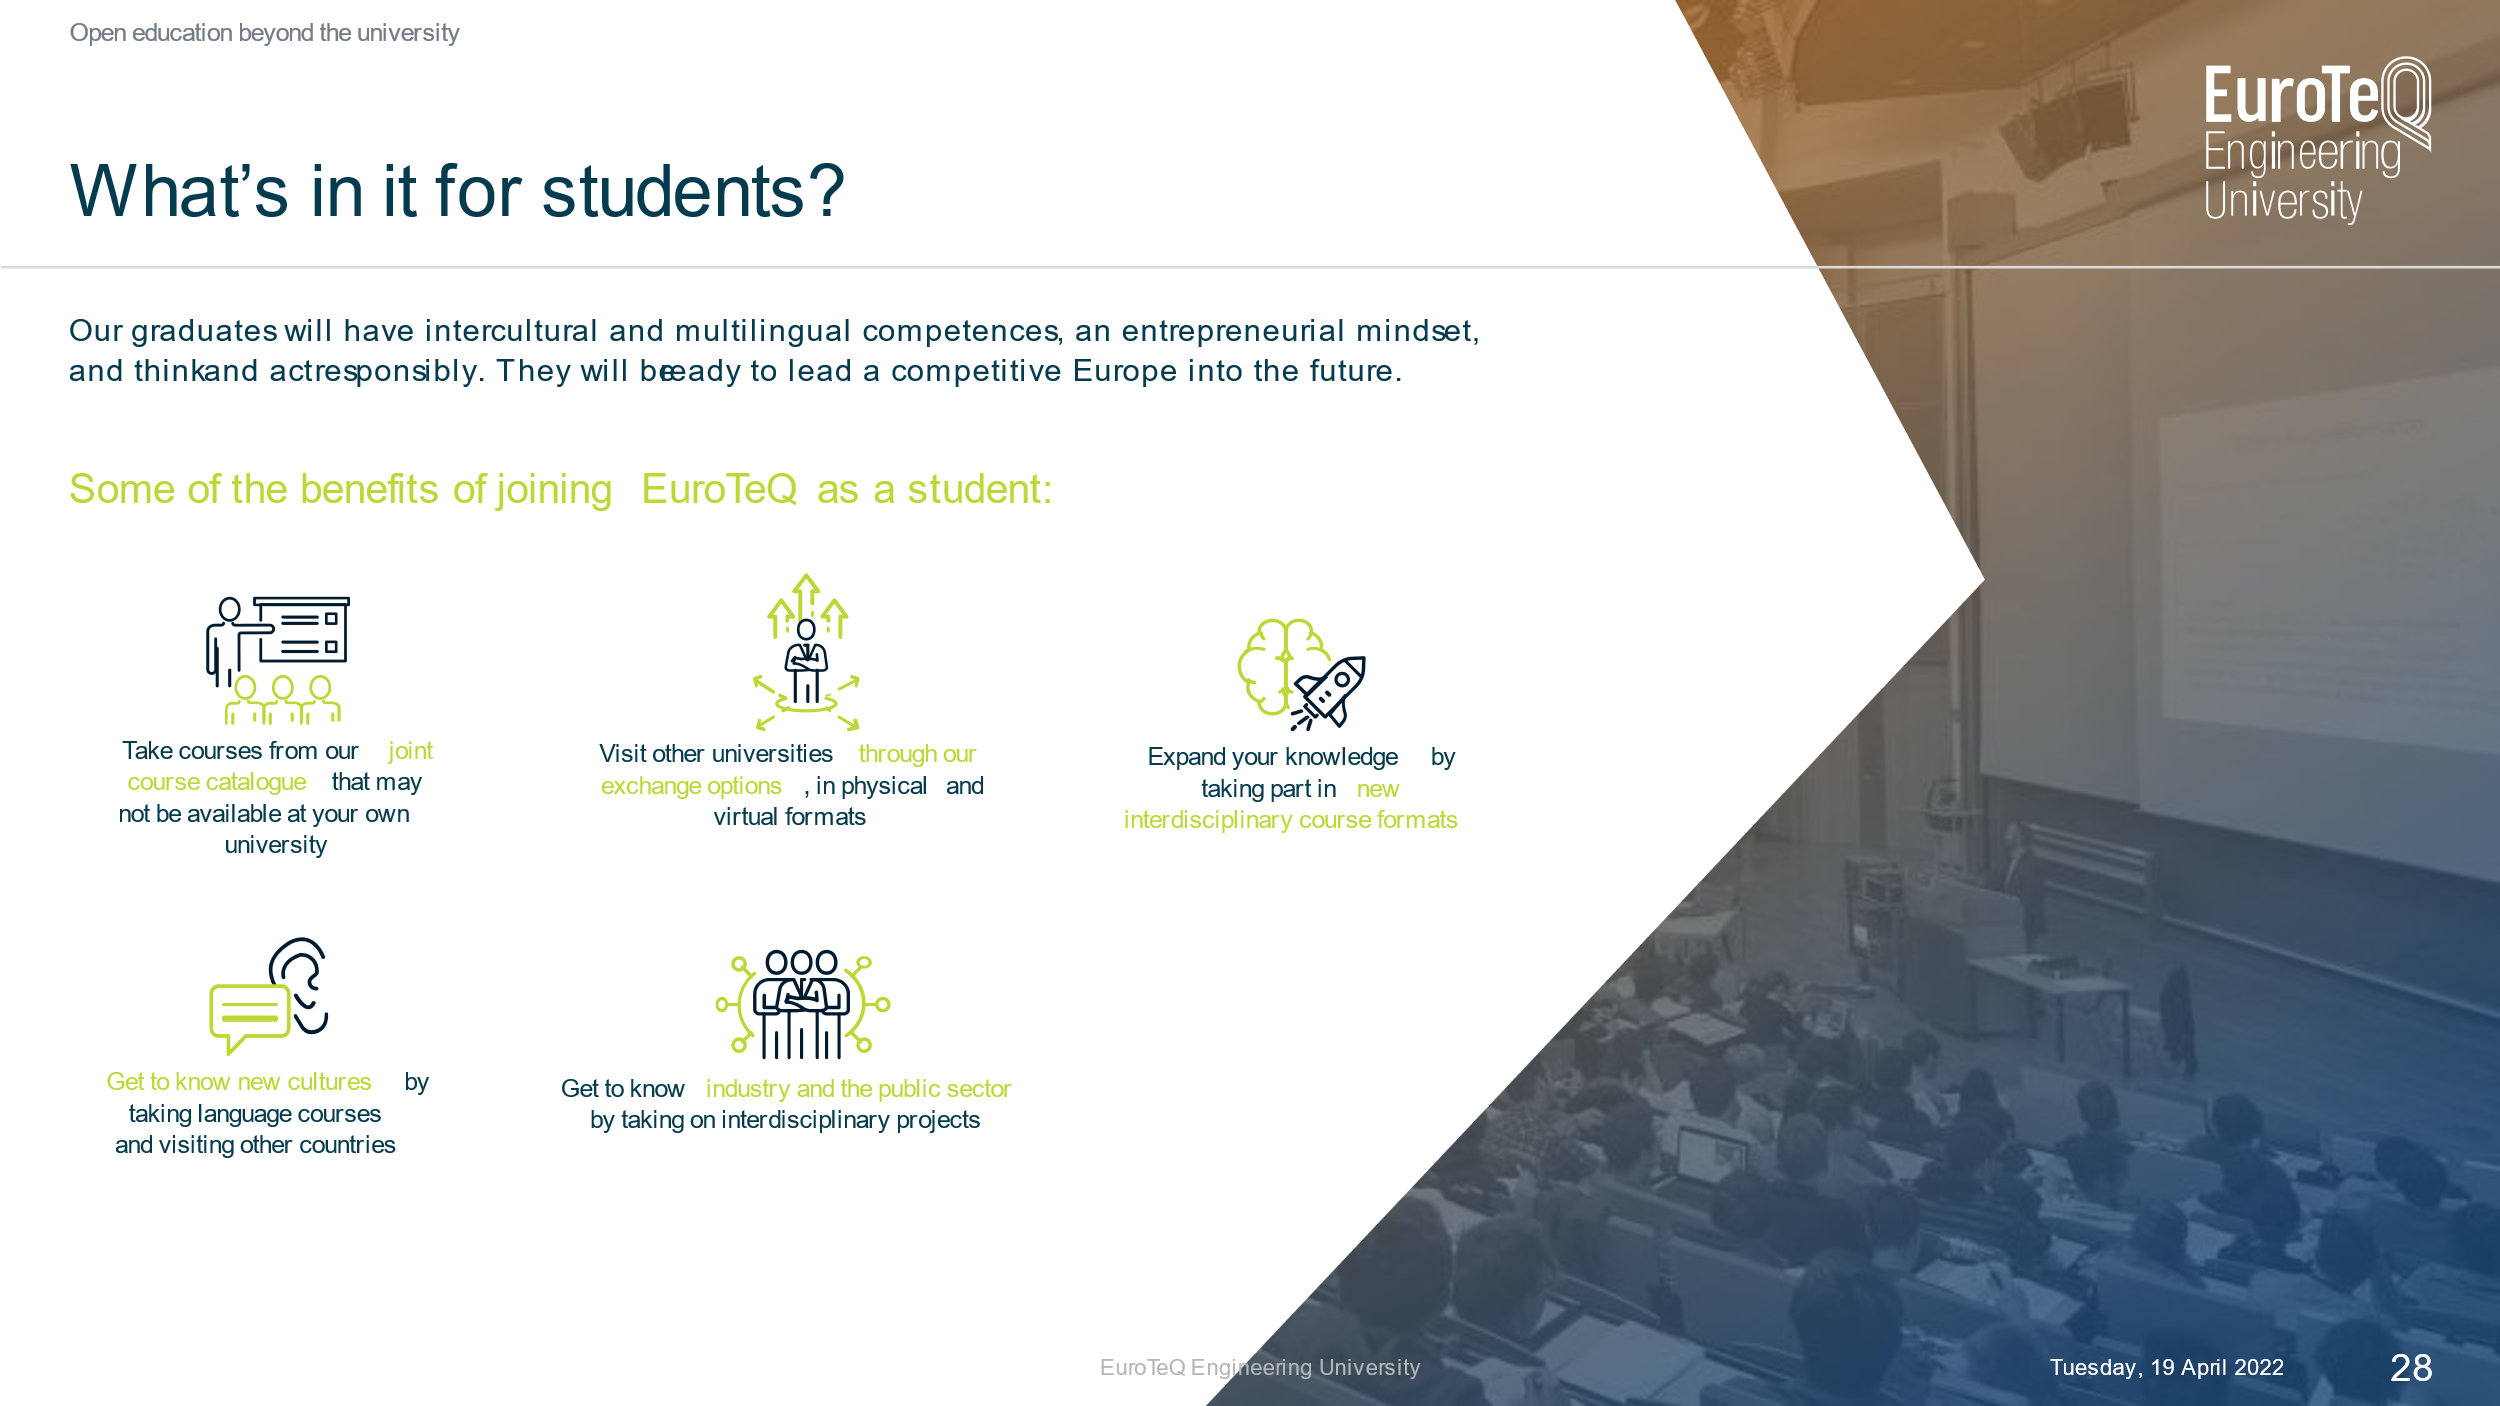 Open education beyond the university
EuroTeQ
Engineering
University
What's in it for students?
Our graduates will have intercultural and multilingual competences, an entrepreneurial mindset,
and think and act responsibly. They will be ready to lead a competitive Europe into the future.
Some of the benefits of joining EuroTeQ as a student:
Take courses from our joint
course catalogue that may
not be available at your own
university
Visit other universities through our
exchange options, in physical and
virtual formats
Expand your knowledge by
taking part in new
interdisciplinary course formats
Get to know new cultures by
taking language courses
and visiting other countries
Get to know industry and the public sector
by taking on interdisciplinary projects
EuroTeQ Engineering University
Tuesday, 19 April 2022
28